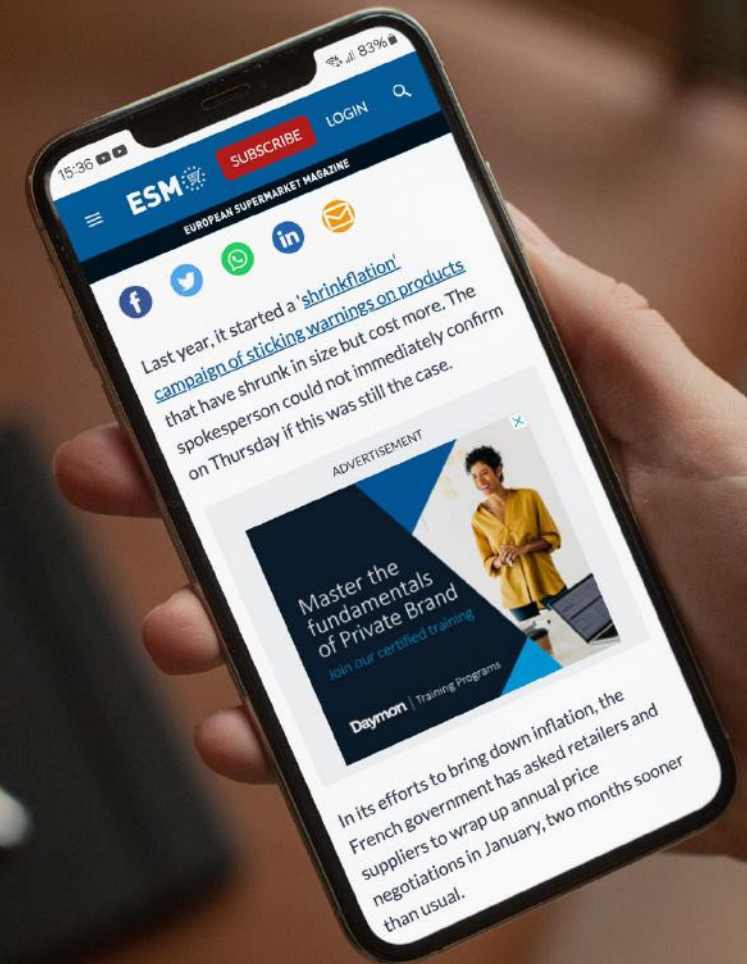 15:36
83%
ESM
SUBSCRIBE
LOGIN
EUROPEAN SUPERMARKET MAGAZINE
f
in
Last year, it started a 'shrinkflation'
campaign of sticking warnings on products
that have shrunk in size but cost more. The
spokesperson could not immediately confirm
on Thursday if this was still the case.
ADVERTISEMENT
Master the
fundamentals
of Private Brand
Join our certified training
Daymon | Training Programs
In its efforts to bring down inflation, the
French government has asked retailers and
suppliers to wrap up annual price
negotiations in January, two months sooner
than usual.